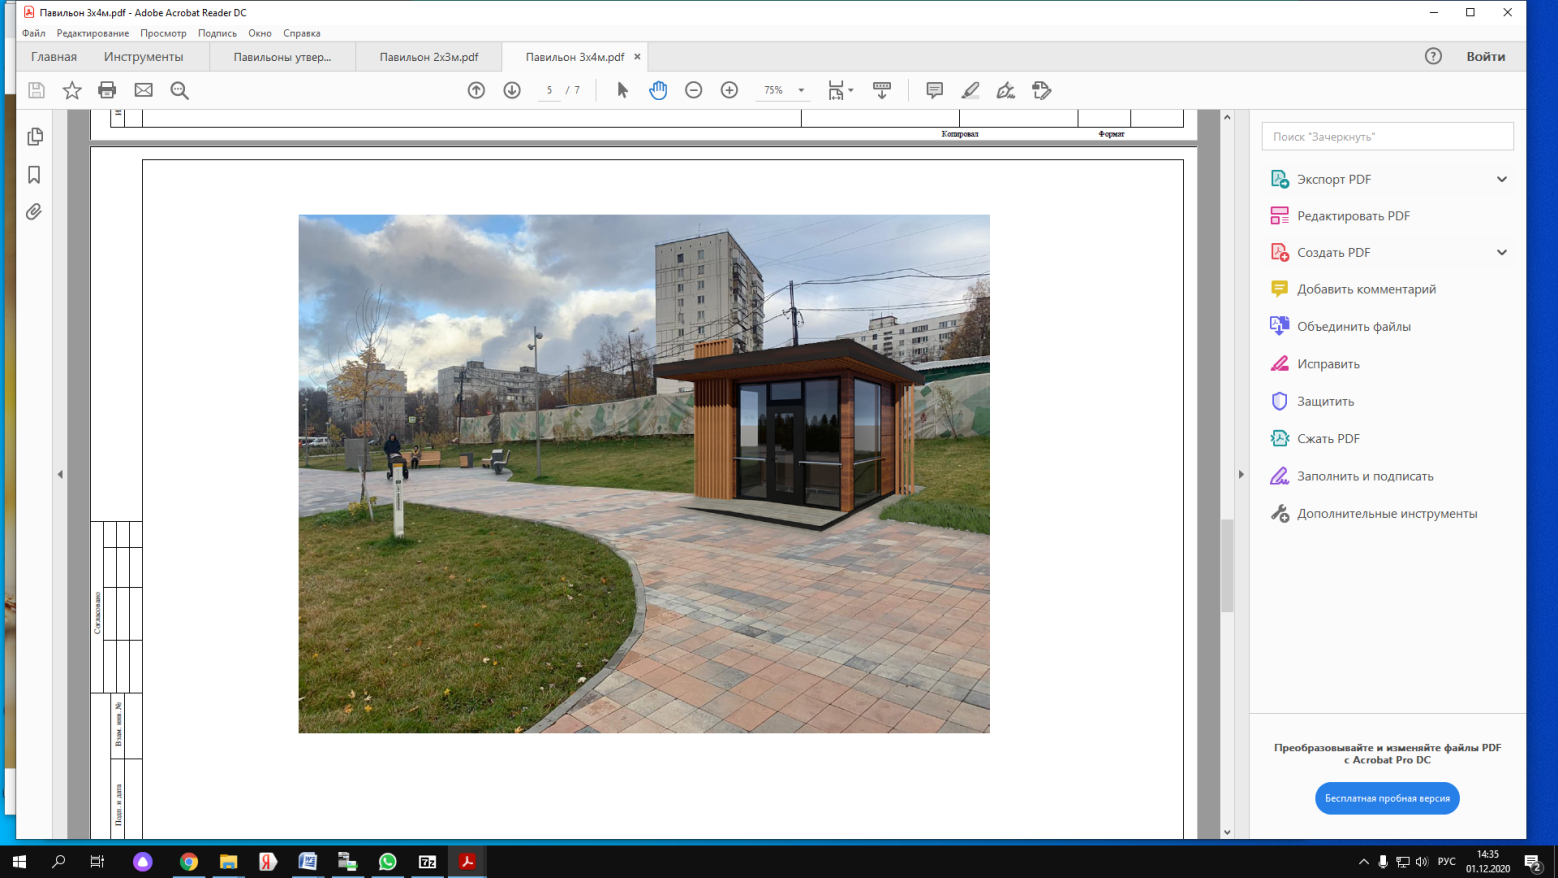 Павильон 3х4м.pdf - Adobe Acrobat Reader DC
Файл Редактирование Просмотр Подпись Окно Справка
Главная Инструменты Павильоны утвер... Павильон 2х3м.pdf Павильон 3х4м.pdf × Войти
5 / 7 75%
Копировал Формат
Поиск "Зачеркнуть"
Экспорт PDF
Редактировать PDF
Создать PDF
Добавить комментарий
Объединить файлы
Исправить
Защитить
Сжать PDF
Заполнить и подписать
Дополнительные инструменты
Согласовано
Взам. инв. №
Подп. и дата
Преобразовывайте и изменяйте файлы PDF
с Acrobat Pro DC
Бесплатная пробная версия
РУС
14:35
01.12.2020
2